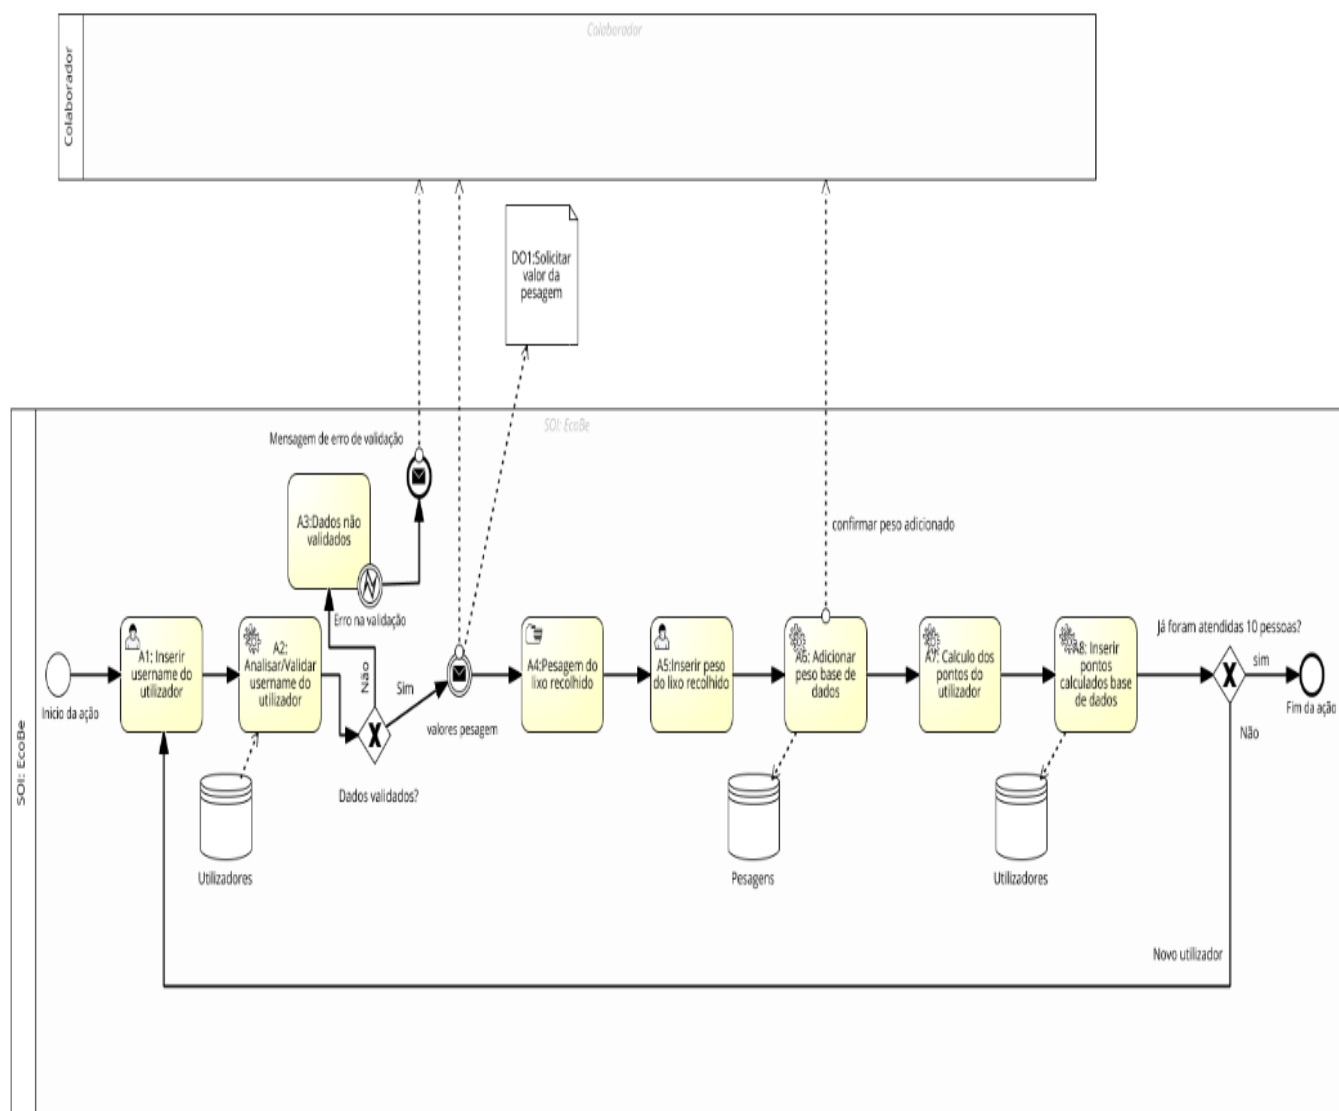 Colaborador
Colaborador
DO1:Solicitar
valor da
pesagem
SOI: EcoBe
SOI: EcoBe
Mensagem de erro de validação
A3:Dados não
validados
Erro na validação
confirmar peso adicionado
Inicio da ação
A1: Inserir
username do
utilizador
A2:
Analisar/Validar
username do
utilizador
Não
Sim
Dados validados?
valores pesagem
A4:Pesagem do
lixo recolhido
A5:Inserir peso
do lixo recolhido
A6: Adicionar
peso base de
dados
A7: Calculo dos
pontos do
utilizador
A8: Inserir
pontos
calculados base
de dados
Já foram atendidas 10 pessoas?
sim
Fim da ação
Não
Utilizadores
Pesagens
Utilizadores
Novo utilizador